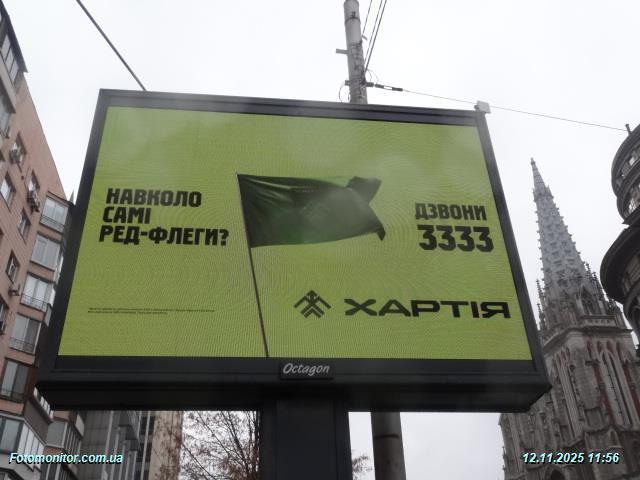 НАВКОЛО
САМІ
РЕД-ФЛЕГИ?
ДЗВОНИ
3333
ХАРТІЯ
Octagon
Fotomonitor.com.ua
12.11.2025 11:56